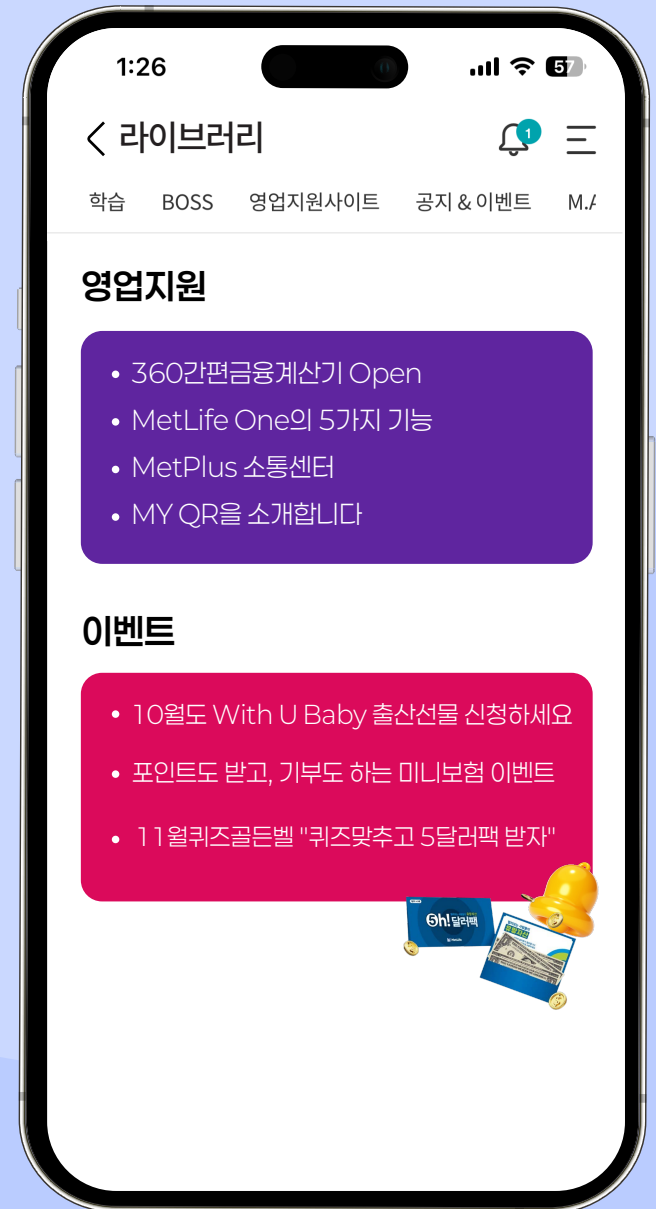 1:26
57
라이브러리
1
학습 BOSS 영업지원사이트 공지 & 이벤트 M.A
영업지원
• 360간편금융계산기 Open
• MetLife One의 5가지 기능
• MetPlus 소통센터
• MY QR을 소개합니다
이벤트
• 10월도 With U Baby 출산선물 신청하세요
• 포인트도 받고, 기부도 하는 미니보험 이벤트
• 11월퀴즈골든벨 "퀴즈맞추고 5달러팩 받자"
5h! 달러팩